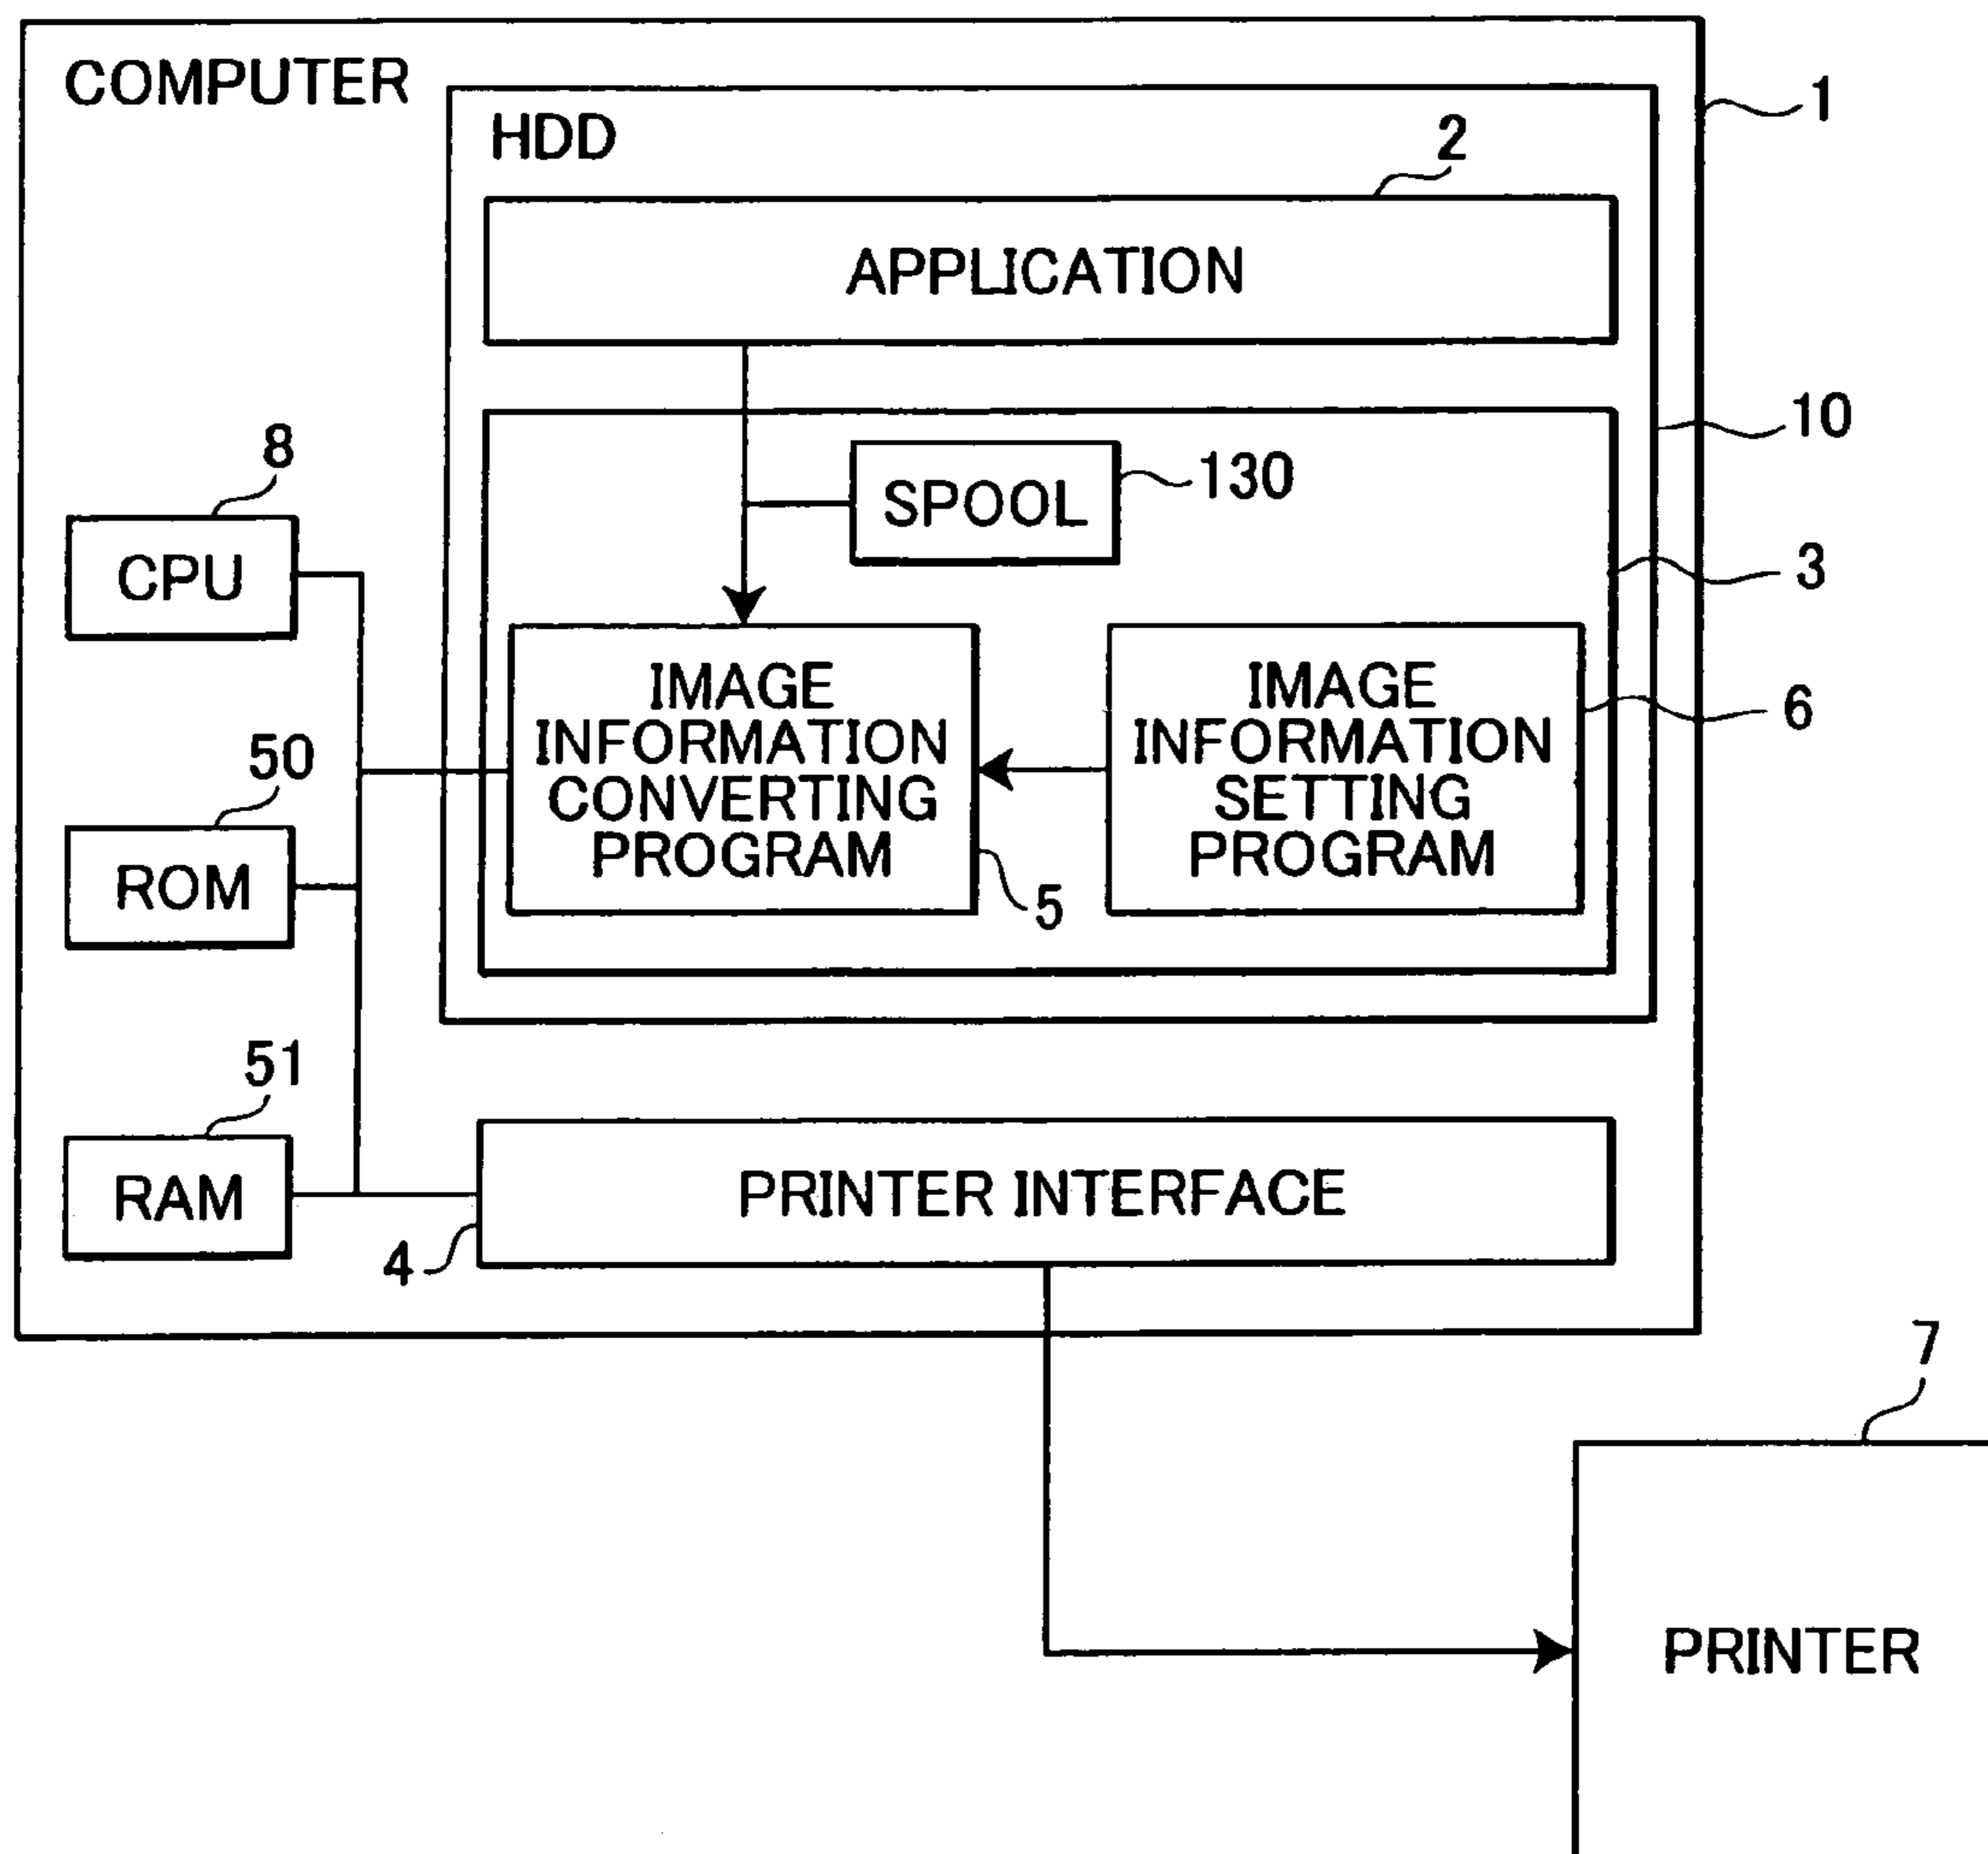 COMPUTER
1
HDD
2
APPLICATION
10
8
SPOOL
130
CPU
3
IMAGE
INFORMATION
CONVERTING
PROGRAM
IMAGE
INFORMATION
SETTING
PROGRAM
6
50
ROM
5
51
RAM
PRINTER INTERFACE
4
7
PRINTER